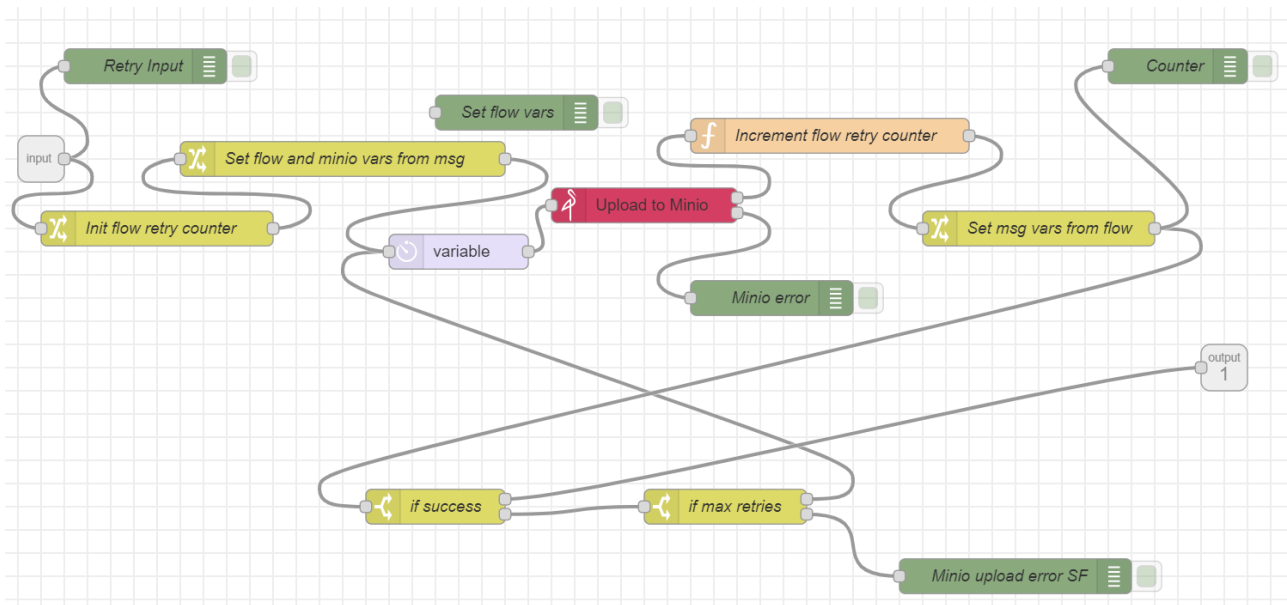 Retry Input
Counter
Set flow vars
Increment flow retry counter
input
Set flow and minio vars from msg
Upload to Minio
Init flow retry counter
Set msg vars from flow
variable
Minio error
output
1
if success
if max retries
Minio upload error SF